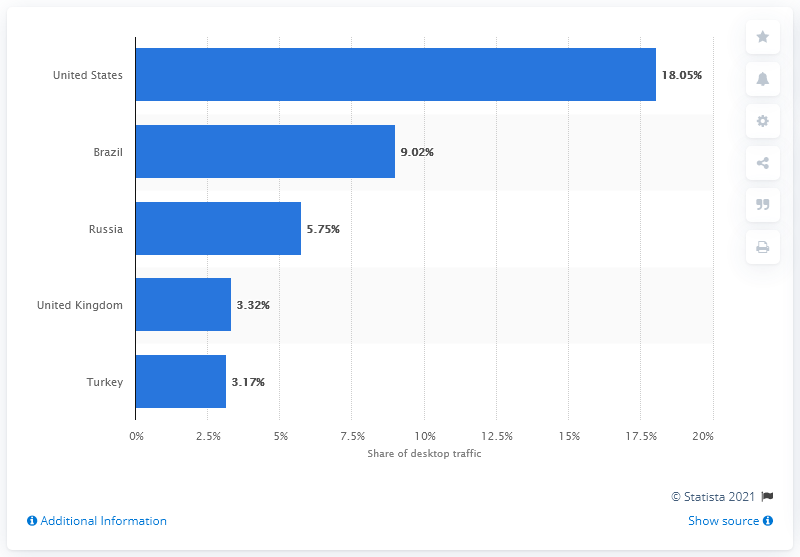 United States 18.05%
Brazil 9.02%
Russia 5.75%
United Kingdom 3.32%
Turkey 3.17%
0% 2.5% 5% 7.5% 10% 12.5% 15% 17.5% 20%
Share of desktop traffic
© Statista 2021
Additional Information Show source